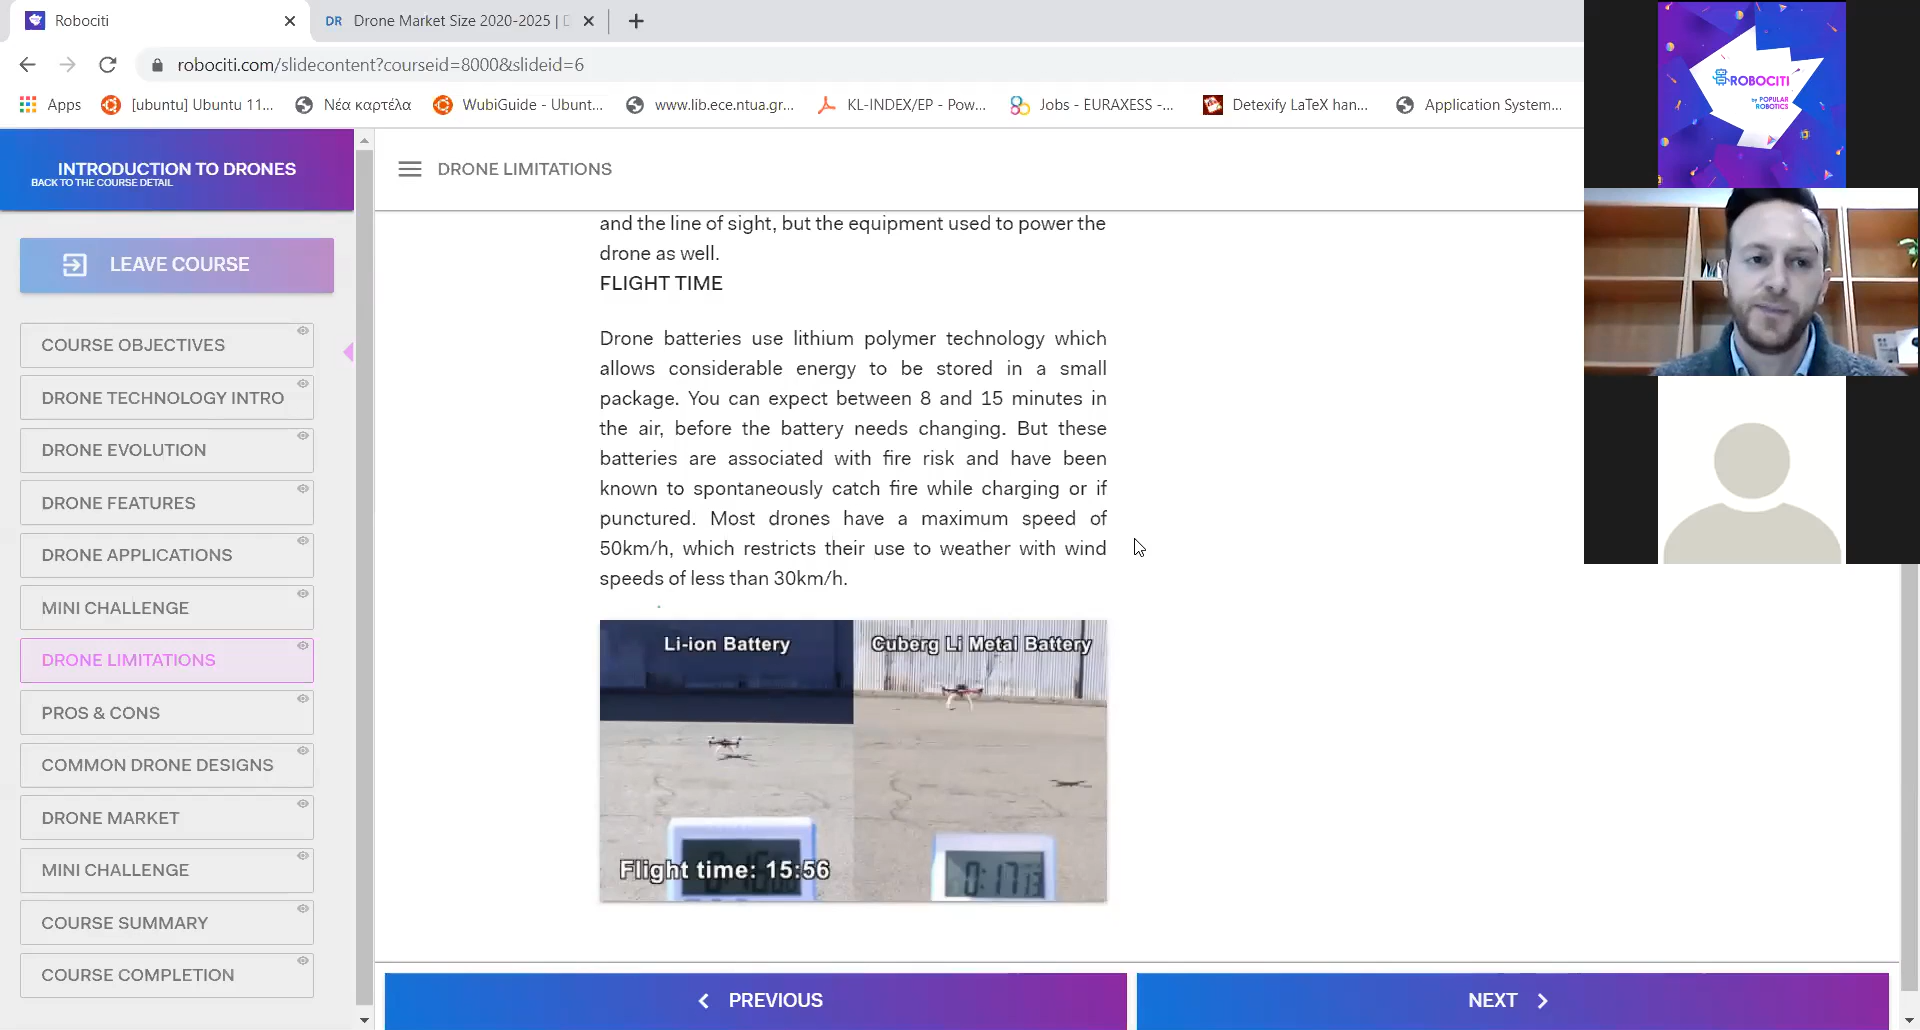 Robociti
DR Drone Market Size 2020-2025 |
robociti.com/slidecontent?courseid=8000&slideid=6
Apps
[ubuntu] Ubuntu 11...
Νέα καρτέλα
WubiGuide - Ubunt...
www.lib.ece.ntua.gr...
KL-INDEX/EP - Pow...
Jobs - EURAXESS -...
Detexify LaTeX han...
Application System...
ROBOCITI
by POPULAR
ROBOTICS
INTRODUCTION TO DRONES
BACK TO THE COURSE DETAIL
LEAVE COURSE
COURSE OBJECTIVES
DRONE TECHNOLOGY INTRO
DRONE EVOLUTION
DRONE FEATURES
DRONE APPLICATIONS
MINI CHALLENGE
DRONE LIMITATIONS
PROS & CONS
COMMON DRONE DESIGNS
DRONE MARKET
MINI CHALLENGE
COURSE SUMMARY
COURSE COMPLETION
DRONE LIMITATIONS
and the line of sight, but the equipment used to power the
drone as well.
FLIGHT TIME
Drone batteries use lithium polymer technology which
allows considerable energy to be stored in a small
package. You can expect between 8 and 15 minutes in
the air, before the battery needs changing. But these
batteries are associated with fire risk and have been
known to spontaneously catch fire while charging or if
punctured. Most drones have a maximum speed of
50km/h, which restricts their use to weather with wind
speeds of less than 30km/h.
Li-ion Battery
Cuberg Li Metal Battery
Flight time: 15:56
0:17
PREVIOUS
NEXT